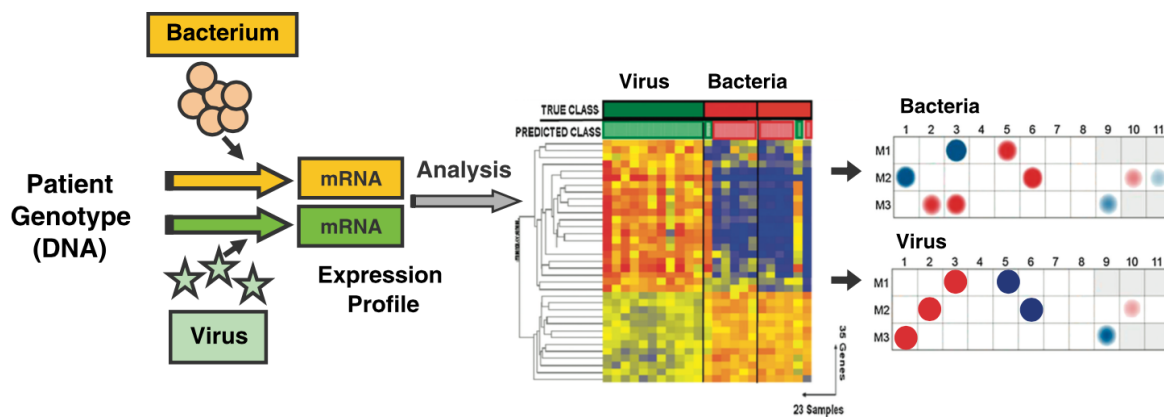 Bacterium
Patient
Genotype
(DNA)
mRNA
mRNA
Virus
Analysis
Expression
Profile
Virus
Bacteria
TRUE CLASS
PREDICTED CLASS
35 Genes
23 Samples
Bacteria
1 2 3 4 5 6 7 8 9 10 11
M1
M2
M3
Virus
1 2 3 4 5 6 7 8 9 10 11
M1
M2
M3